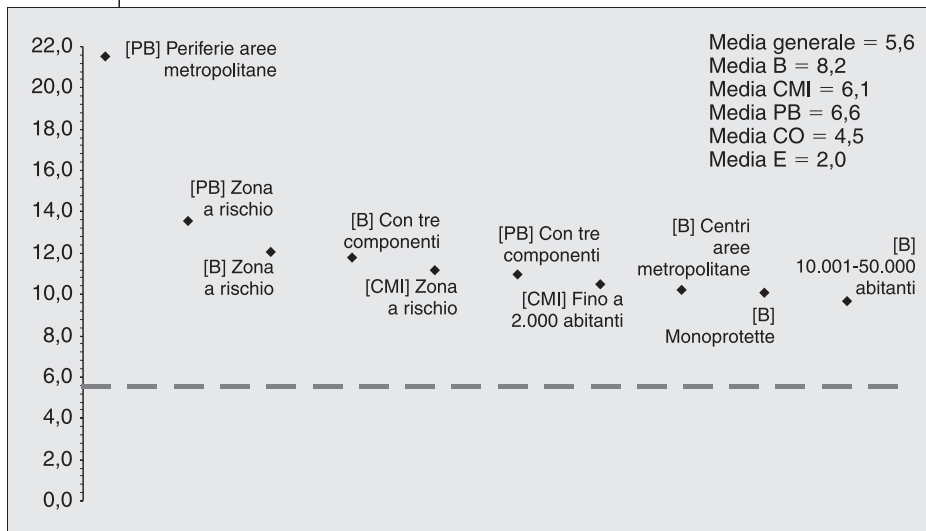 22,0
20,0
18,0
16,0
14,0
12,0
10,0
8,0
6,0
4,0
2,0
0,0
[PB] Periferie aree
metropolitane
[PB] Zona
a rischio
[B] Zona
a rischio
[B] Con tre
componenti
[CMI] Zona
a rischio
[PB] Con tre
componenti
[CMI] Fino a
2.000 abitanti
[B] Centri
aree
metropolitane
[B]
Monoprotette
[B]
10.001-50.000
abitanti
Media generale = 5,6
Media B = 8,2
Media CMI = 6,1
Media PB = 6,6
Media CO = 4,5
Media E = 2,0